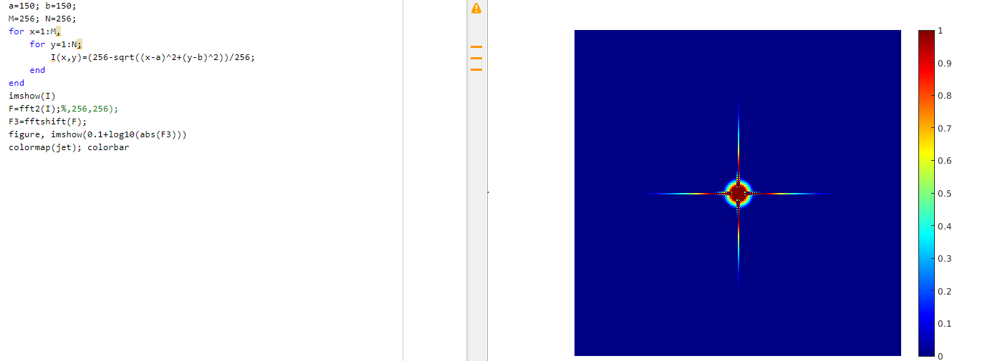 a=150; b=150;
M=256; N=256;
for x=1:M,
    for y=1:N;
        I(x,y)=(256-sqrt((x-a)^2+(y-b)^2))/256;
    end
end
imshow(I)
F=fft2(I);%,256,256);
F3=fftshift(F);
figure, imshow(0.1+log10(abs(F3)))
colormap(jet); colorbar
1
0.9
0.8
0.7
0.6
0.5
0.4
0.3
0.2
0.1
0